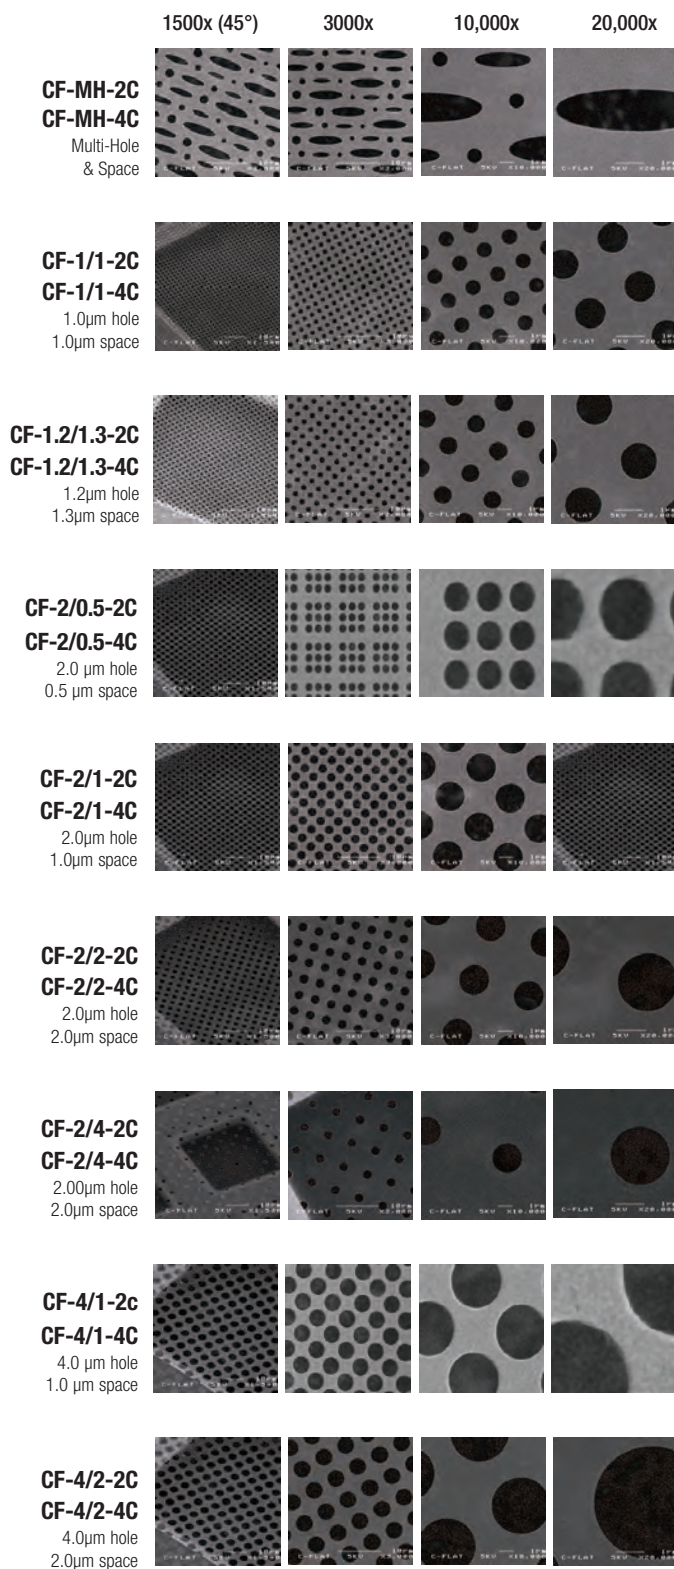 1500x (45°) 3000x 10,000x 20,000x
CF-MH-2C
CF-MH-4C
Multi-Hole
& Space
CF-1/1-2C
CF-1/1-4C
1.0µm hole
1.0µm space
CF-1.2/1.3-2C
CF-1.2/1.3-4C
1.2µm hole
1.3µm space
CF-2/0.5-2C
CF-2/0.5-4C
2.0 µm hole
0.5 µm space
CF-2/1-2C
CF-2/1-4C
2.0µm hole
1.0µm space
CF-2/2-2C
CF-2/2-4C
2.0µm hole
2.0µm space
CF-2/4-2C
CF-2/4-4C
2.00µm hole
2.0µm space
CF-4/1-2c
CF-4/1-4C
4.0 µm hole
1.0 µm space
CF-4/2-2C
CF-4/2-4C
4.0µm hole
2.0µm space